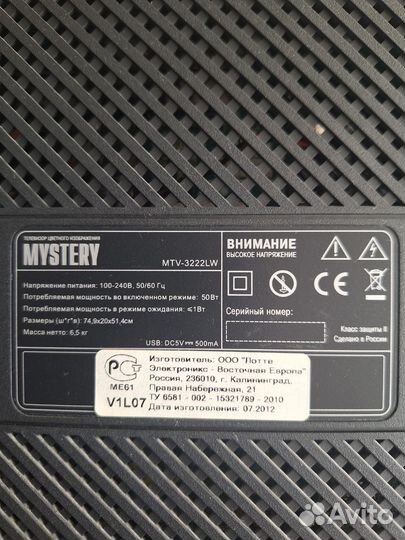 ТЕЛЕВИЗОР ЦВЕТНОГО ИЗОБРАЖЕНИЯ
MYSTERY
MTV-3222LW
Напряжение питания: 100-240В, 50/60 Гц
Потребляемая мощность во включенном режиме: 50Вт
Потребляемая мощность в режиме ожидания: ≤1Вт
Размеры (ш*г*в): 74,9х20х51,4см
Масса нетто: 6,5 кг
USB: DC5V 500mA
ВНИМАНИЕ
ВЫСОКОЕ НАПРЯЖЕНИЕ
Серийный номер:
Класс защиты II
Сделано в России
МЕ61
V1L07
Изготовитель: ООО "Лотте
Электроникс - Восточная Европа"
Россия, 236010, г. Калининград,
Правая Набережная, 21
ТУ 6581 - 002 - 15321789 - 2010
Дата изготовления: 07.2012
Avito